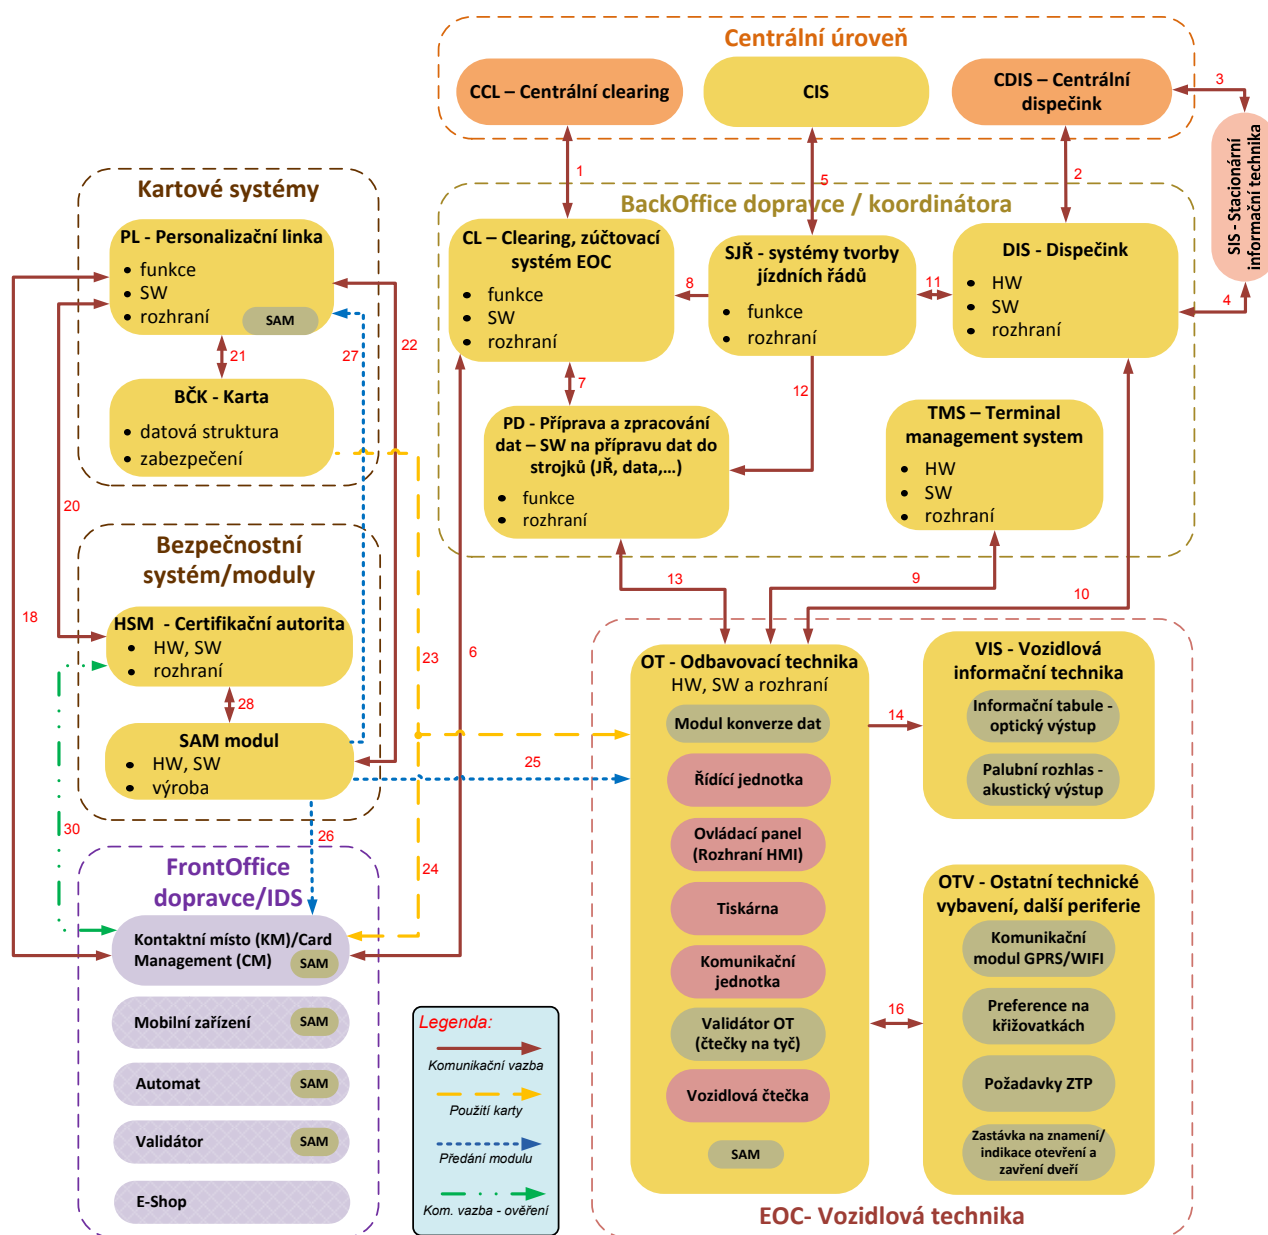 Centrální úroveň
CCL – Centrální clearing
CIS
CDIS – Centrální
dispečink
3
SIS - Stacionární
informační technika
1
5
2
4
Kartové systémy
PL - Personalizační linka
• funkce
• SW
• rozhraní
SAM
21
27
22
BČK - Karta
• datová struktura
• zabezpečení
20
BackOffice dopravce / koordinátora
CL – Clearing, zúčtovací
systém EOC
• funkce
• SW
• rozhraní
8
SJŘ - systémy tvorby
jízdních řádů
• funkce
• rozhraní
11
DIS - Dispečink
• HW
• SW
• rozhraní
7
12
PD - Příprava a zpracování
dat – SW na přípravu dat do
strojků (JŘ, data,...)
• funkce
• rozhraní
TMS – Terminal
management system
• HW
• SW
• rozhraní
13
9
10
Bezpečnostní
systém/moduly
HSM - Certifikační autorita
• HW, SW
• rozhraní
28
SAM modul
• HW, SW
• výroba
18
23
6
25
30
26
24
FrontOffice
dopravce/IDS
Kontaktní místo (KM)/Card
Management (CM)
SAM
Mobilní zařízení
SAM
Automat
SAM
Validátor
SAM
E-Shop
Legenda:
Komunikační vazba
Použití karty
Předání modulu
Kom. vazba - ověření
OT - Odbavovací technika
HW, SW a rozhraní
Modul konverze dat
Řídící jednotka
Ovládací panel
(Rozhraní HMI)
Tiskárna
Komunikační
jednotka
Validátor OT
(čtečky na tyč)
Vozidlová čtečka
SAM
14
16
VIS - Vozidlová
informační technika
Informační tabule -
optický výstup
Palubní rozhlas -
akustický výstup
OTV - Ostatní technické
vybavení, další periferie
Komunikační
modul GPRS/WIFI
Preference na
křižovatkách
Požadavky ZTP
Zastávka na znamení/
indikace otevření a
zavření dveří
EOC- Vozidlová technika